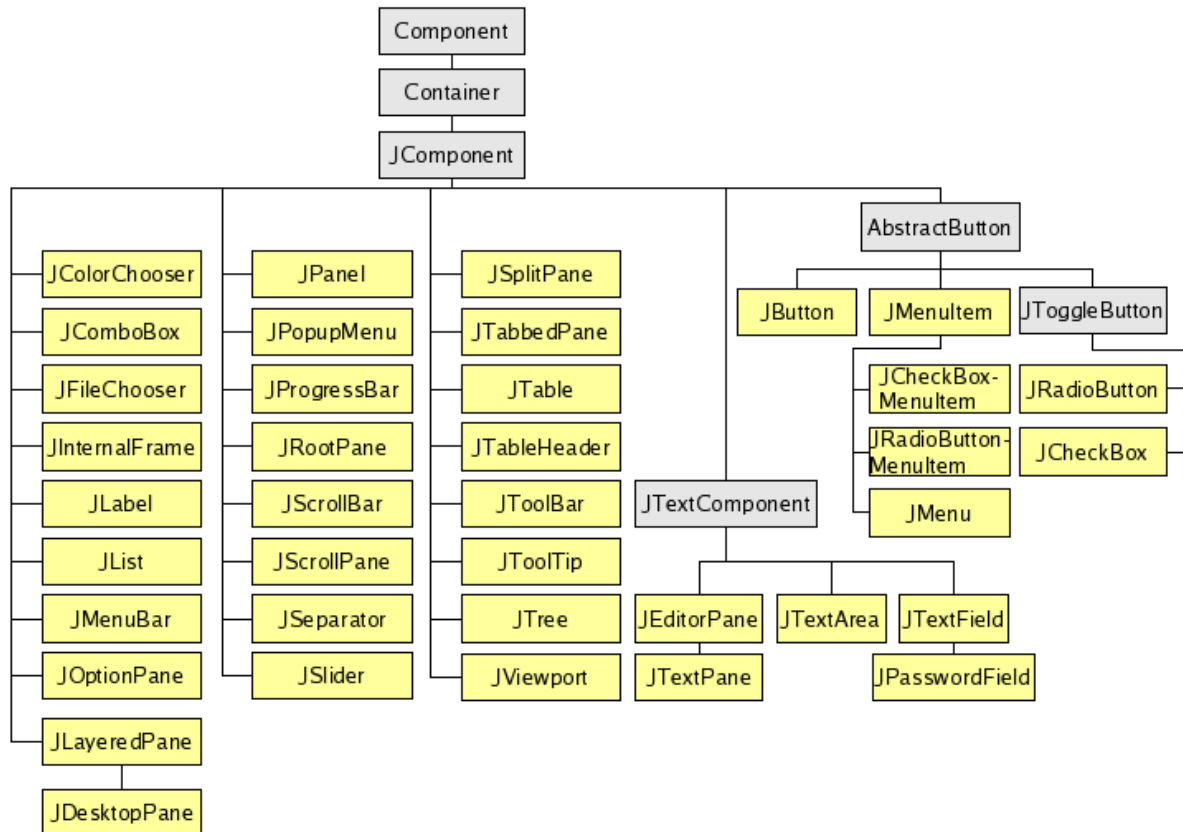 Component
Container
JComponent
AbstractButton
JColorChooser
JPanel
JSplitPane
JButton
JMenuItem
JToggleButton
JComboBox
JPopupMenu
JTabbedPane
JFileChooser
JProgressBar
JTable
JCheckBox-
MenuItem
JRadioButton
JInternalFrame
JRootPane
JTableHeader
JRadioButton-
MenuItem
JCheckBox
JLabel
JScrollBar
JToolBar
JTextComponent
JMenu
JList
JScrollPane
JToolTip
JMenuBar
JSeparator
JTree
JEditorPane
JTextArea
JTextField
JOptionPane
JSlider
JViewport
JTextPane
JPasswordField
JLayeredPane
JDesktopPane